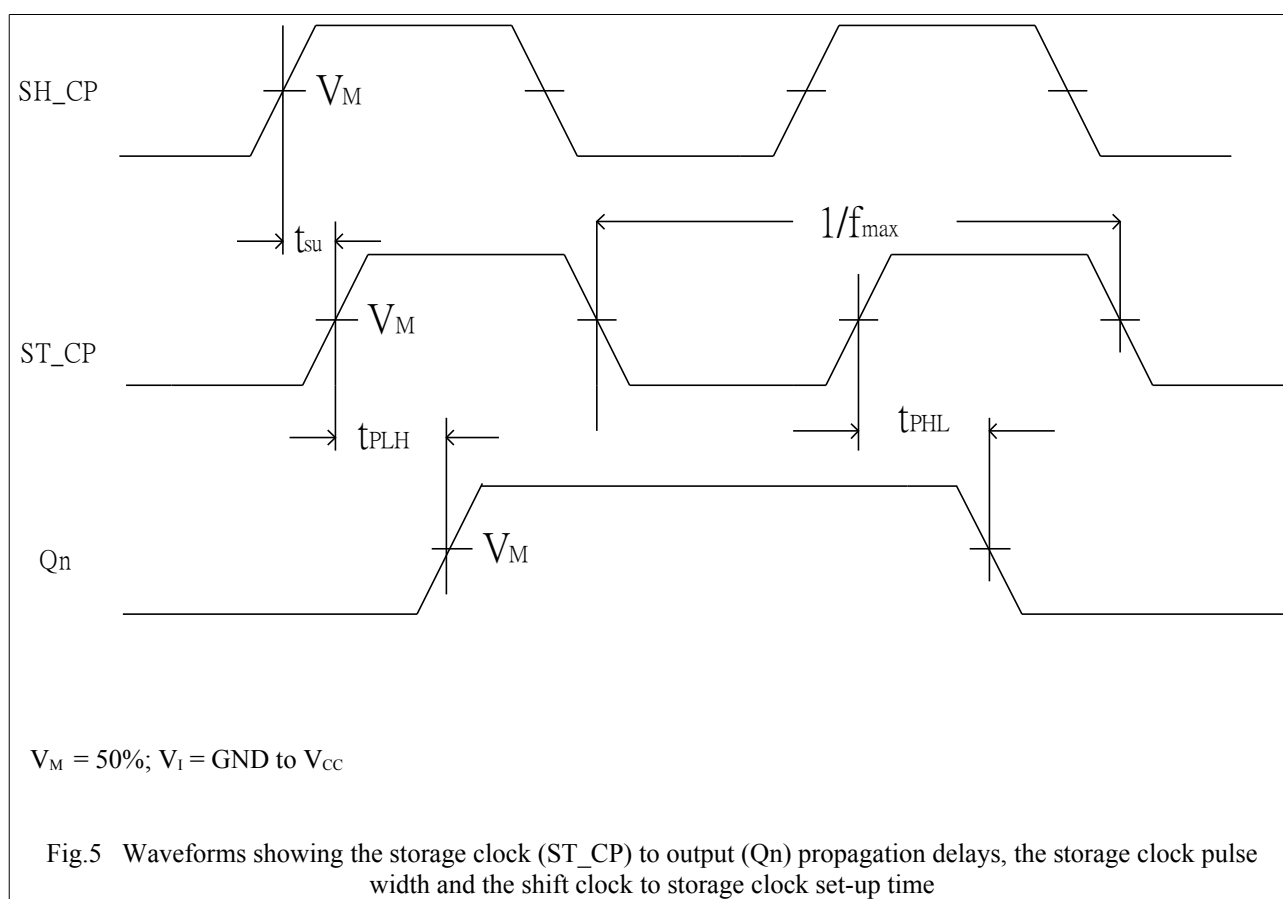 SH_CP
VM
tsu
1/fmax
VM
ST_CP
tPLH
tPHL
VM
Qn
VM = 50%; VI = GND to VCC
Fig.5 Waveforms showing the storage clock (ST_CP) to output (Qn) propagation delays, the storage clock pulse
width and the shift clock to storage clock set-up time